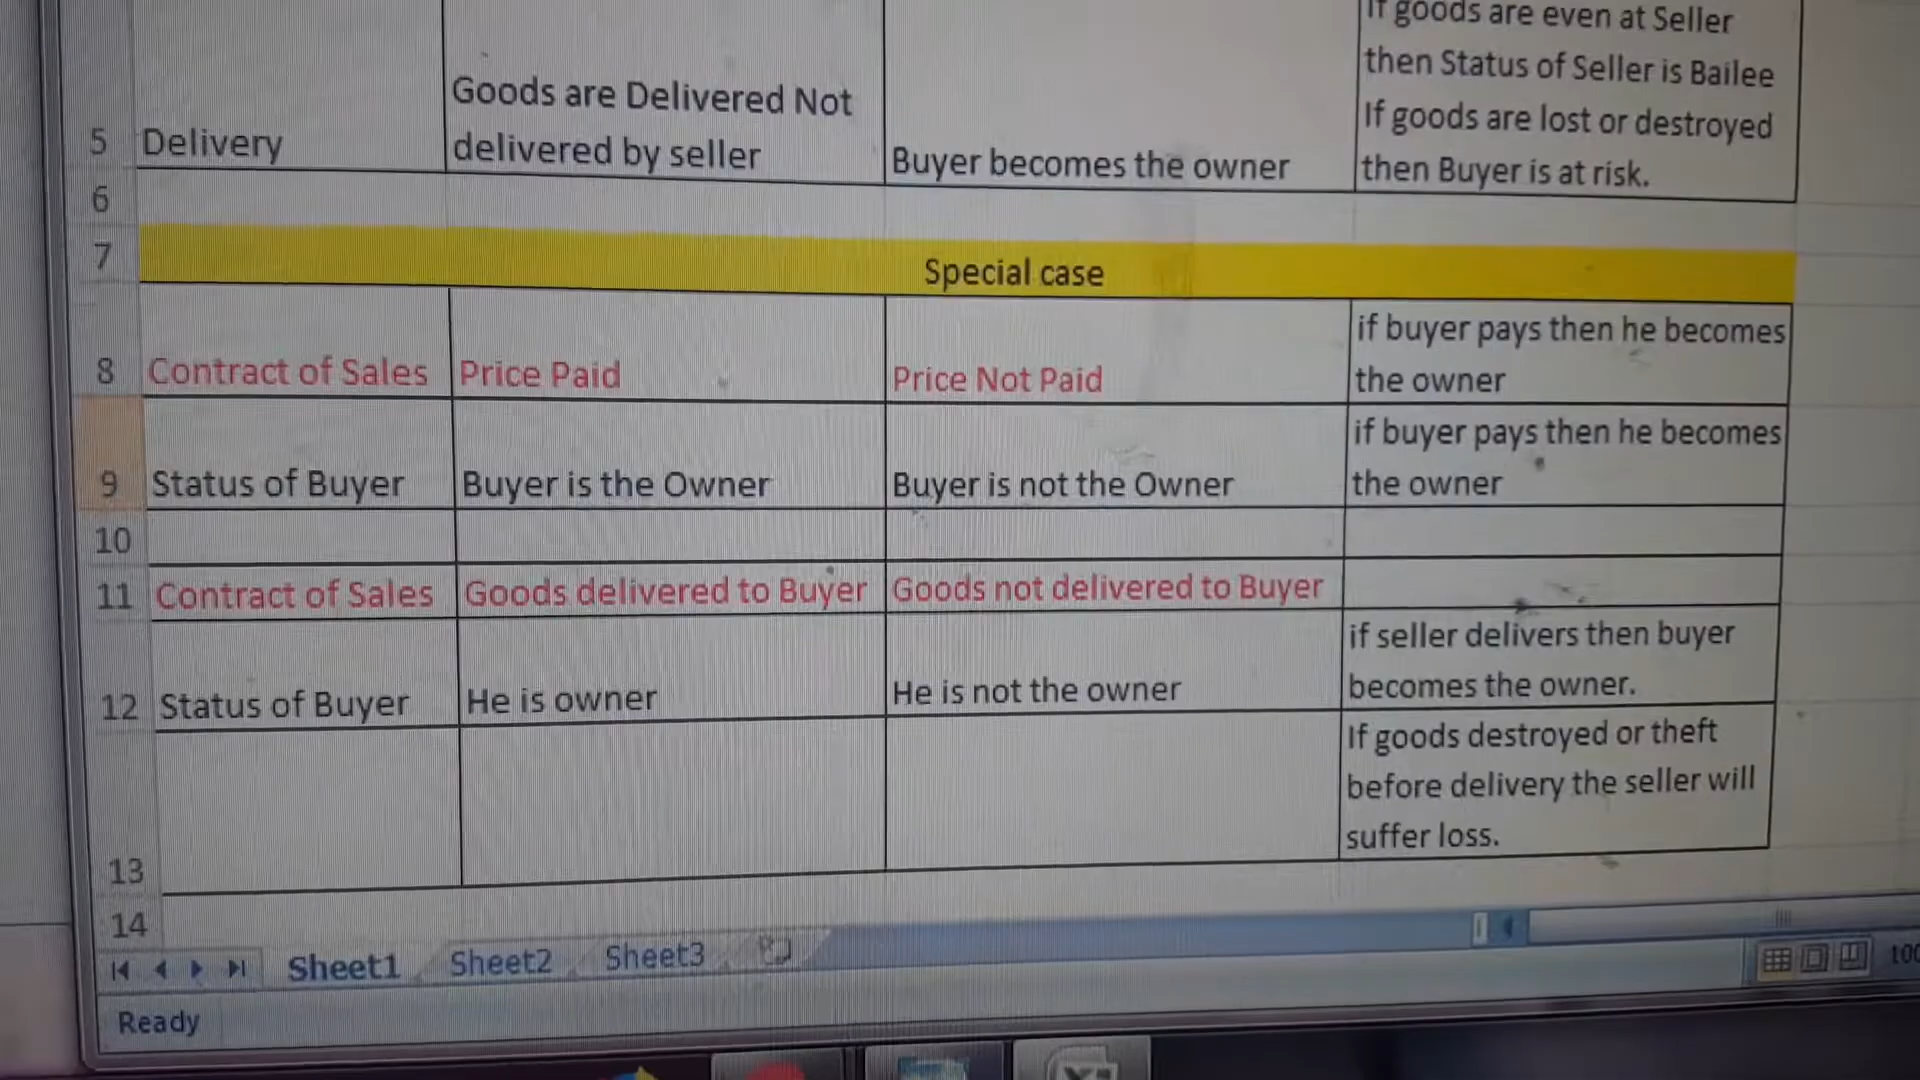 If goods are even at Seller
then Status of Seller is Bailee
Goods are Delivered Not
If goods are lost or destroyed
5 Delivery
delivered by seller
Buyer becomes the owner
then Buyer is at risk.
6
7
Special case
if buyer pays then he becomes
8 Contract of Sales
Price Paid
Price Not Paid
the owner
if buyer pays then he becomes
9 Status of Buyer
Buyer is the Owner
Buyer is not the Owner
the owner
10
11 Contract of Sales
Goods delivered to Buyer
Goods not delivered to Buyer
if seller delivers then buyer
12 Status of Buyer
He is owner
He is not the owner
becomes the owner.
If goods destroyed or theft
before delivery the seller will
suffer loss.
13
14
Sheet1 Sheet2 Sheet3
100
Ready